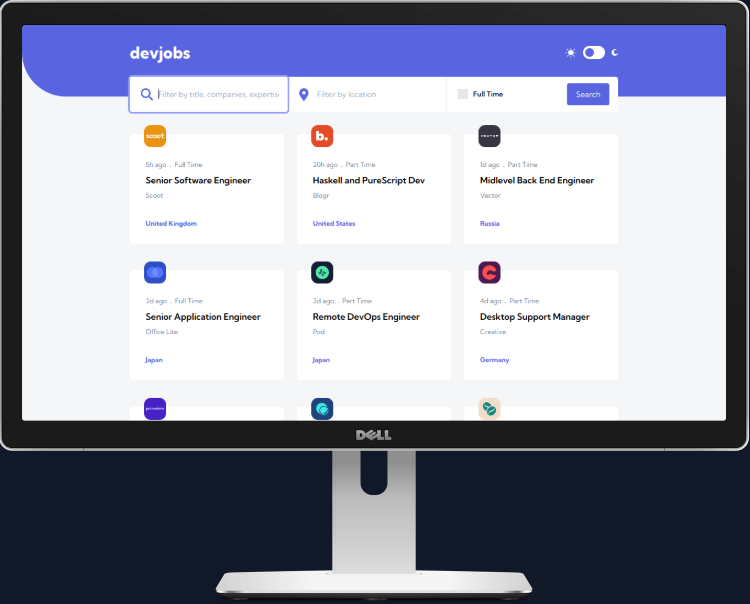 devjobs
Filter by title, companies, expertis
Filter by location
Full Time
Search
scoot
5h ago . Full Time
Senior Software Engineer
Scoot
United Kingdom
b.
20h ago . Part Time
Haskell and PureScript Dev
Blogr
United States
1d ago . Part Time
Midlevel Back End Engineer
Vector
Russia
2d ago . Full Time
Senior Application Engineer
Office Lite
Japan
2d ago . Part Time
Remote DevOps Engineer
Pod
Japan
4d ago . Part Time
Desktop Support Manager
Creative
Germany
DELL